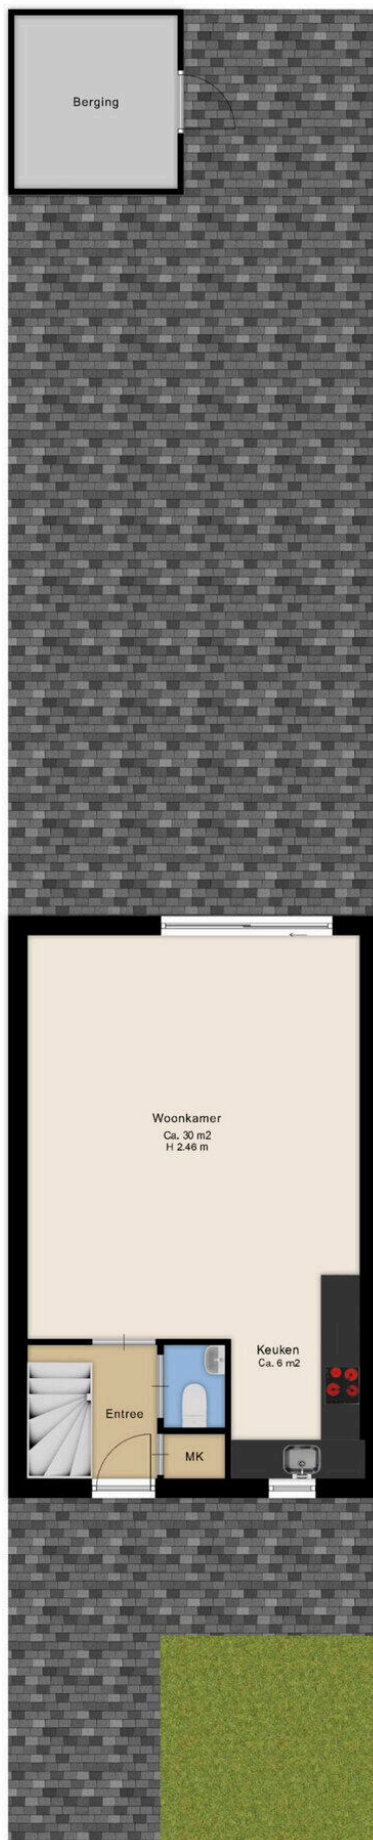 Berging
Woonkamer
Ca. 30 m2
H 2.46 m
Keuken
Ca. 6 m2
Entree
MK